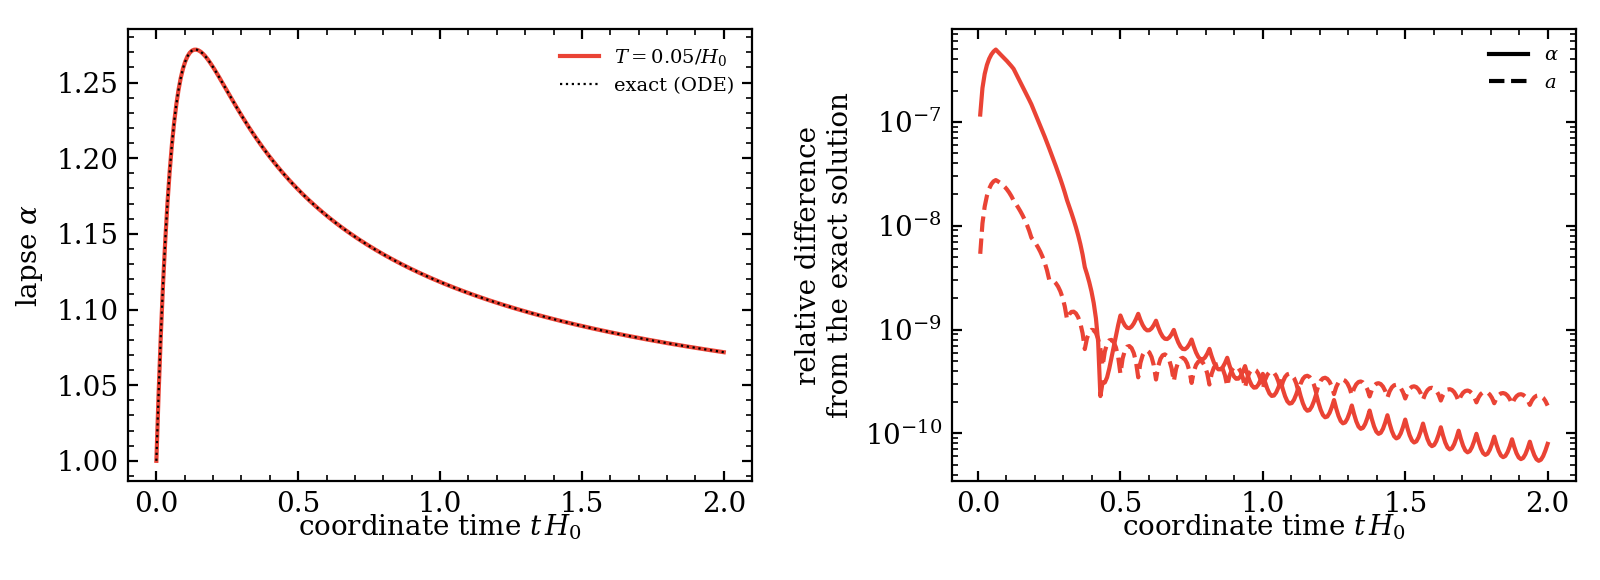 lapse α
1.25
1.20
1.15
1.10
1.05
1.00
T = 0.05/H₀
exact (ODE)
0.0 0.5 1.0 1.5 2.0
coordinate time t H₀
relative difference
from the exact solution
10⁻⁷
10⁻⁸
10⁻⁹
10⁻¹⁰
α
a
0.0 0.5 1.0 1.5 2.0
coordinate time t H₀